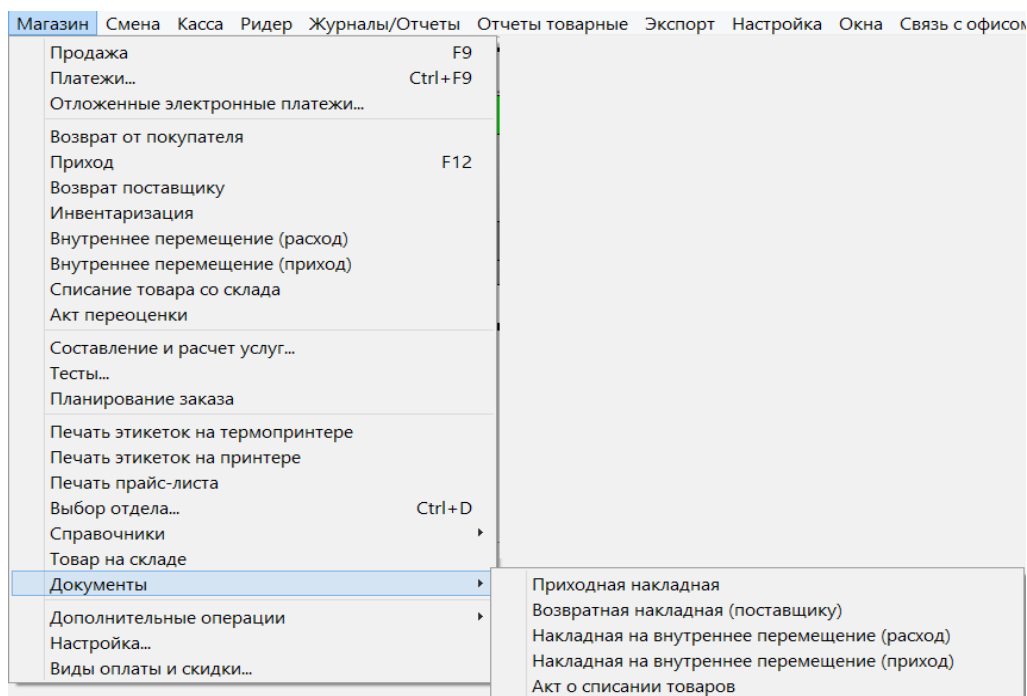 Магазин Смена Касса Ридер Журналы/Отчеты Отчеты товарные Экспорт Настройка Окна Связь с офисом
Продажа F9
Платежи... Ctrl+F9
Отложенные электронные платежи...
Возврат от покупателя
Приход F12
Возврат поставщику
Инвентаризация
Внутреннее перемещение (расход)
Внутреннее перемещение (приход)
Списание товара со склада
Акт переоценки
Составление и расчет услуг...
Тесты...
Планирование заказа
Печать этикеток на термопринтере
Печать этикеток на принтере
Печать прайс-листа
Выбор отдела... Ctrl+D
Справочники
Товар на складе
Документы
Приходная накладная
Возвратная накладная (поставщику)
Накладная на внутреннее перемещение (расход)
Накладная на внутреннее перемещение (приход)
Акт о списании товаров
Дополнительные операции
Настройка...
Виды оплаты и скидки...